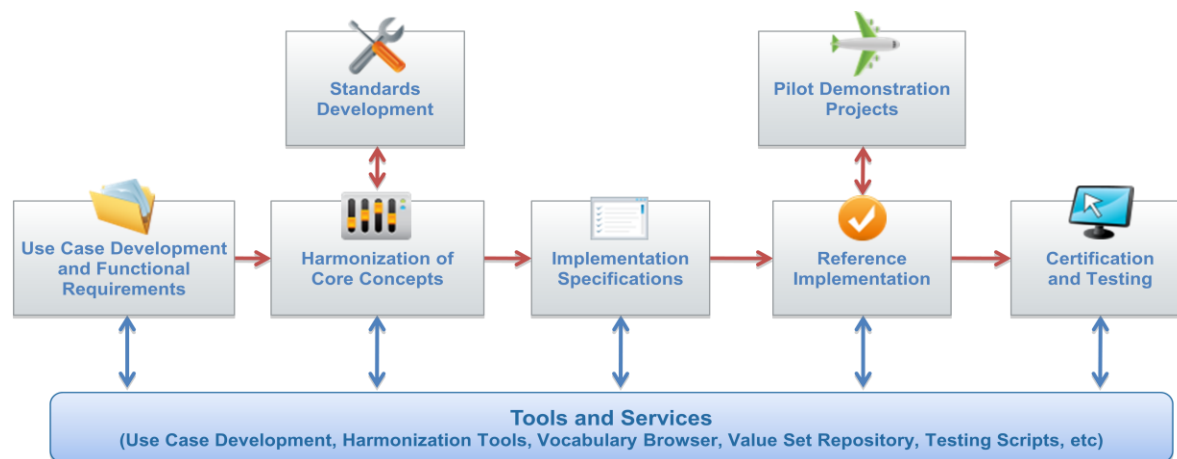 Standards
Development
Pilot Demonstration
Projects
Use Case Development
and Functional
Requirements
Harmonization of
Core Concepts
Implementation
Specifications
Reference
Implementation
Certification
and Testing
Tools and Services
(Use Case Development, Harmonization Tools, Vocabulary Browser, Value Set Repository, Testing Scripts, etc)